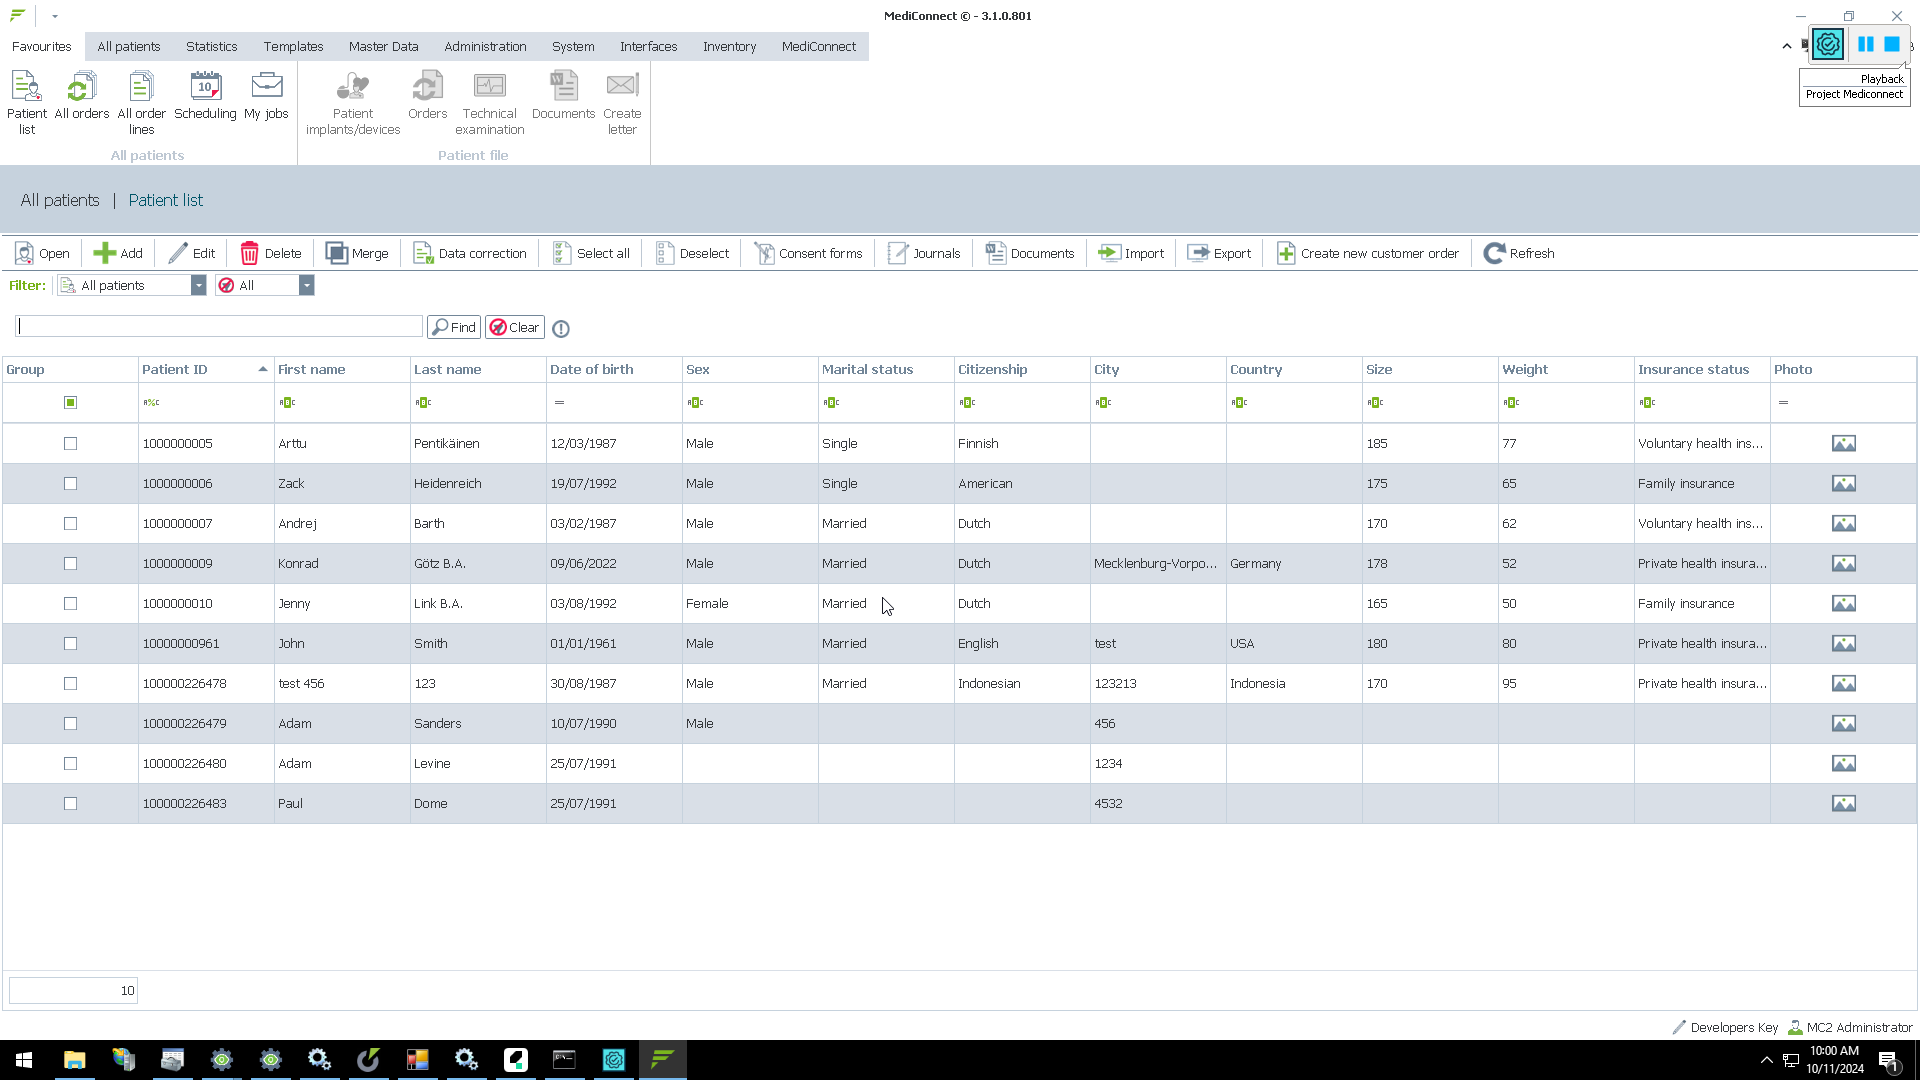 MediConnect © - 3.1.0.801
Favourites All patients Statistics Templates Master Data Administration System Interfaces Inventory MediConnect
Playback
Project Mediconnect
Patient list All orders All order lines Scheduling My jobs Patient implants/devices Orders Technical examination Documents Create letter
All patients Patient file
All patients | Patient list
Open Add Edit Delete Merge Data correction Select all Deselect Consent forms Journals Documents Import Export Create new customer order Refresh
Filter: All patients All
Find Clear
Group Patient ID First name Last name Date of birth Sex Marital status Citizenship City Country Size Weight Insurance status Photo
1000000005 Arttu Pentikäinen 12/03/1987 Male Single Finnish 185 77 Voluntary health ins...
1000000006 Zack Heidenreich 19/07/1992 Male Single American 175 65 Family insurance
1000000007 Andrej Barth 03/02/1987 Male Married Dutch 170 62 Voluntary health ins...
1000000009 Konrad Götz B.A. 09/06/2022 Male Married Dutch Mecklenburg-Vorpo... Germany 178 52 Private health insura...
1000000010 Jenny Link B.A. 03/08/1992 Female Married Dutch 165 50 Family insurance
10000000961 John Smith 01/01/1961 Male Married English test USA 180 80 Private health insura...
100000226478 test 456 123 30/08/1987 Male Married Indonesian 123213 Indonesia 170 95 Private health insura...
100000226479 Adam Sanders 10/07/1990 Male 456
100000226480 Adam Levine 25/07/1991 1234
100000226483 Paul Dome 25/07/1991 4532
10
Developers Key MC2 Administrator
10:00 AM
10/11/2024
1